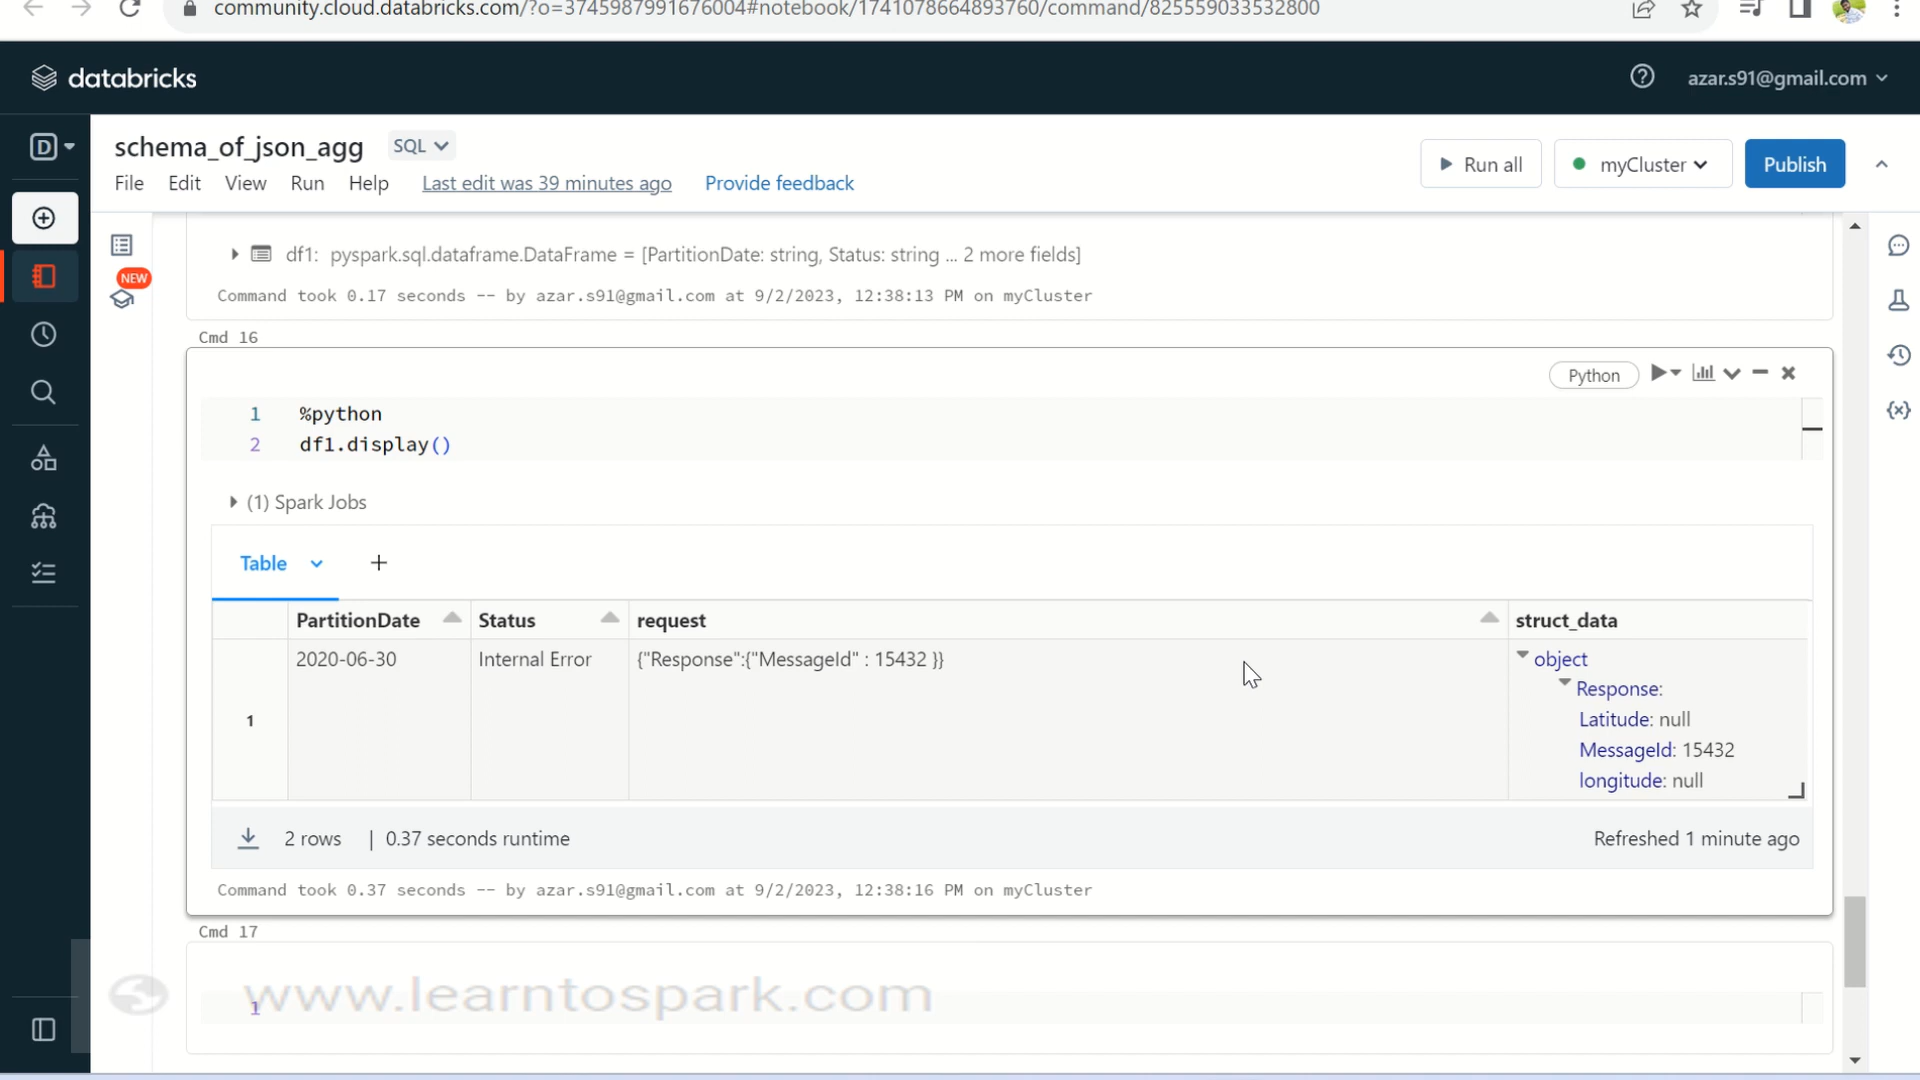 community.cloud.databricks.com/?o=3745987991676004#notebook/1741078664893760/command/825559033532800
databricks
azar.s91@gmail.com
D
schema_of_json_agg
SQL
File Edit View Run Help Last edit was 39 minutes ago Provide feedback
Run all
myCluster
Publish
NEW
df1: pyspark.sql.dataframe.DataFrame = [PartitionDate: string, Status: string ... 2 more fields]
Command took 0.17 seconds -- by azar.s91@gmail.com at 9/2/2023, 12:38:13 PM on myCluster
Cmd 16
Python
1 %python
2 df1.display()
(1) Spark Jobs
Table +
PartitionDate Status request struct_data
1 2020-06-30 Internal Error {"Response":{"MessageId" : 15432 }} object
Response:
Latitude: null
MessageId: 15432
longitude: null
2 rows | 0.37 seconds runtime
Refreshed 1 minute ago
Command took 0.37 seconds -- by azar.s91@gmail.com at 9/2/2023, 12:38:16 PM on myCluster
Cmd 17
1
www.learntospark.com